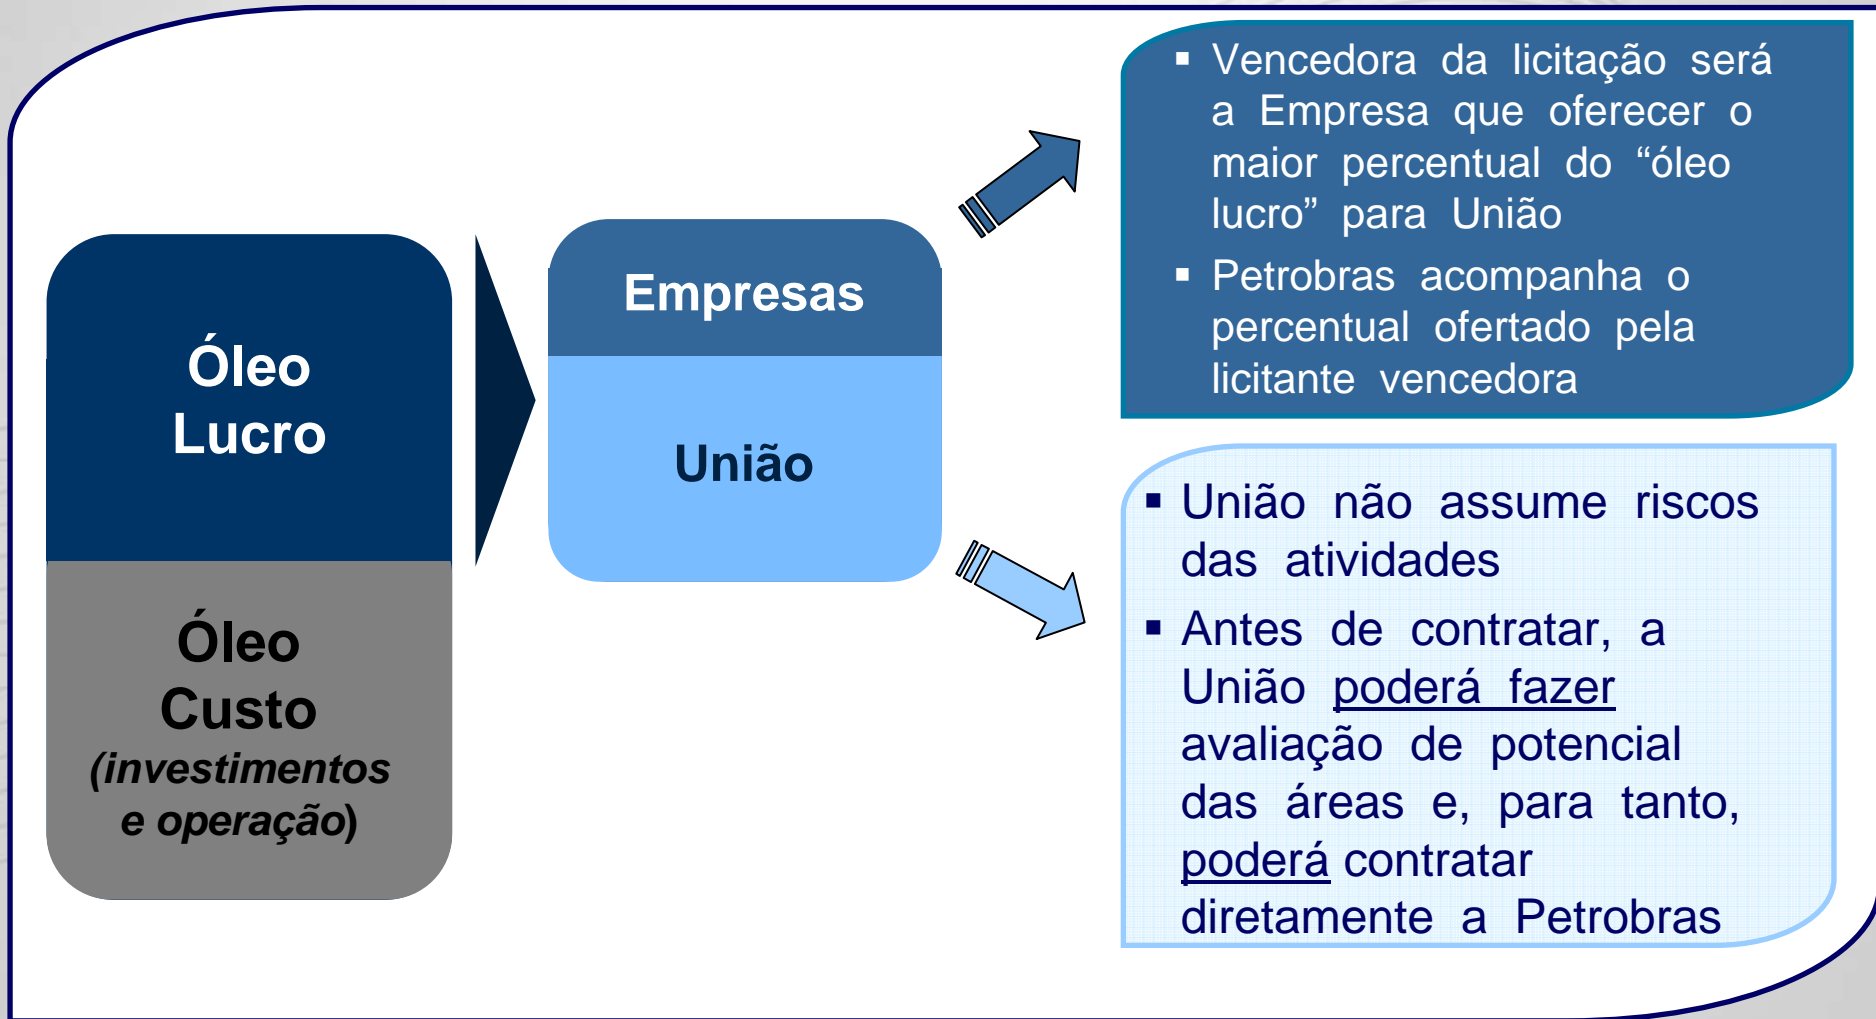 Óleo
Lucro
Óleo
Custo
(investimentos
e operação)
Empresas
União
▪ Vencedora da licitação será
a Empresa que oferecer o
maior percentual do “óleo
lucro” para União
▪ Petrobras acompanha o
percentual ofertado pela
licitante vencedora
▪ União não assume riscos
das atividades
▪ Antes de contratar, a
União poderá fazer
avaliação de potencial
das áreas e, para tanto,
poderá contratar
diretamente a Petrobras